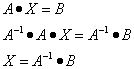 A • X = B
A⁻¹ • A • X = A⁻¹ • B
X = A⁻¹ • B